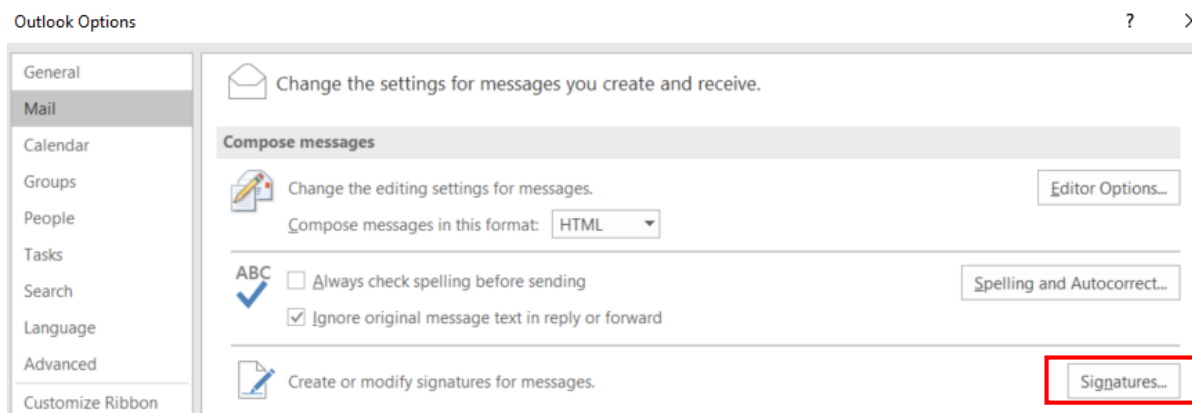 Outlook Options ?
General
Mail
Calendar
Groups
People
Tasks
Search
Language
Advanced
Customize Ribbon
Change the settings for messages you create and receive.
Compose messages
Change the editing settings for messages.
Editor Options...
Compose messages in this format: HTML
ABC
Always check spelling before sending
Spelling and Autocorrect...
Ignore original message text in reply or forward
Create or modify signatures for messages.
Signatures...